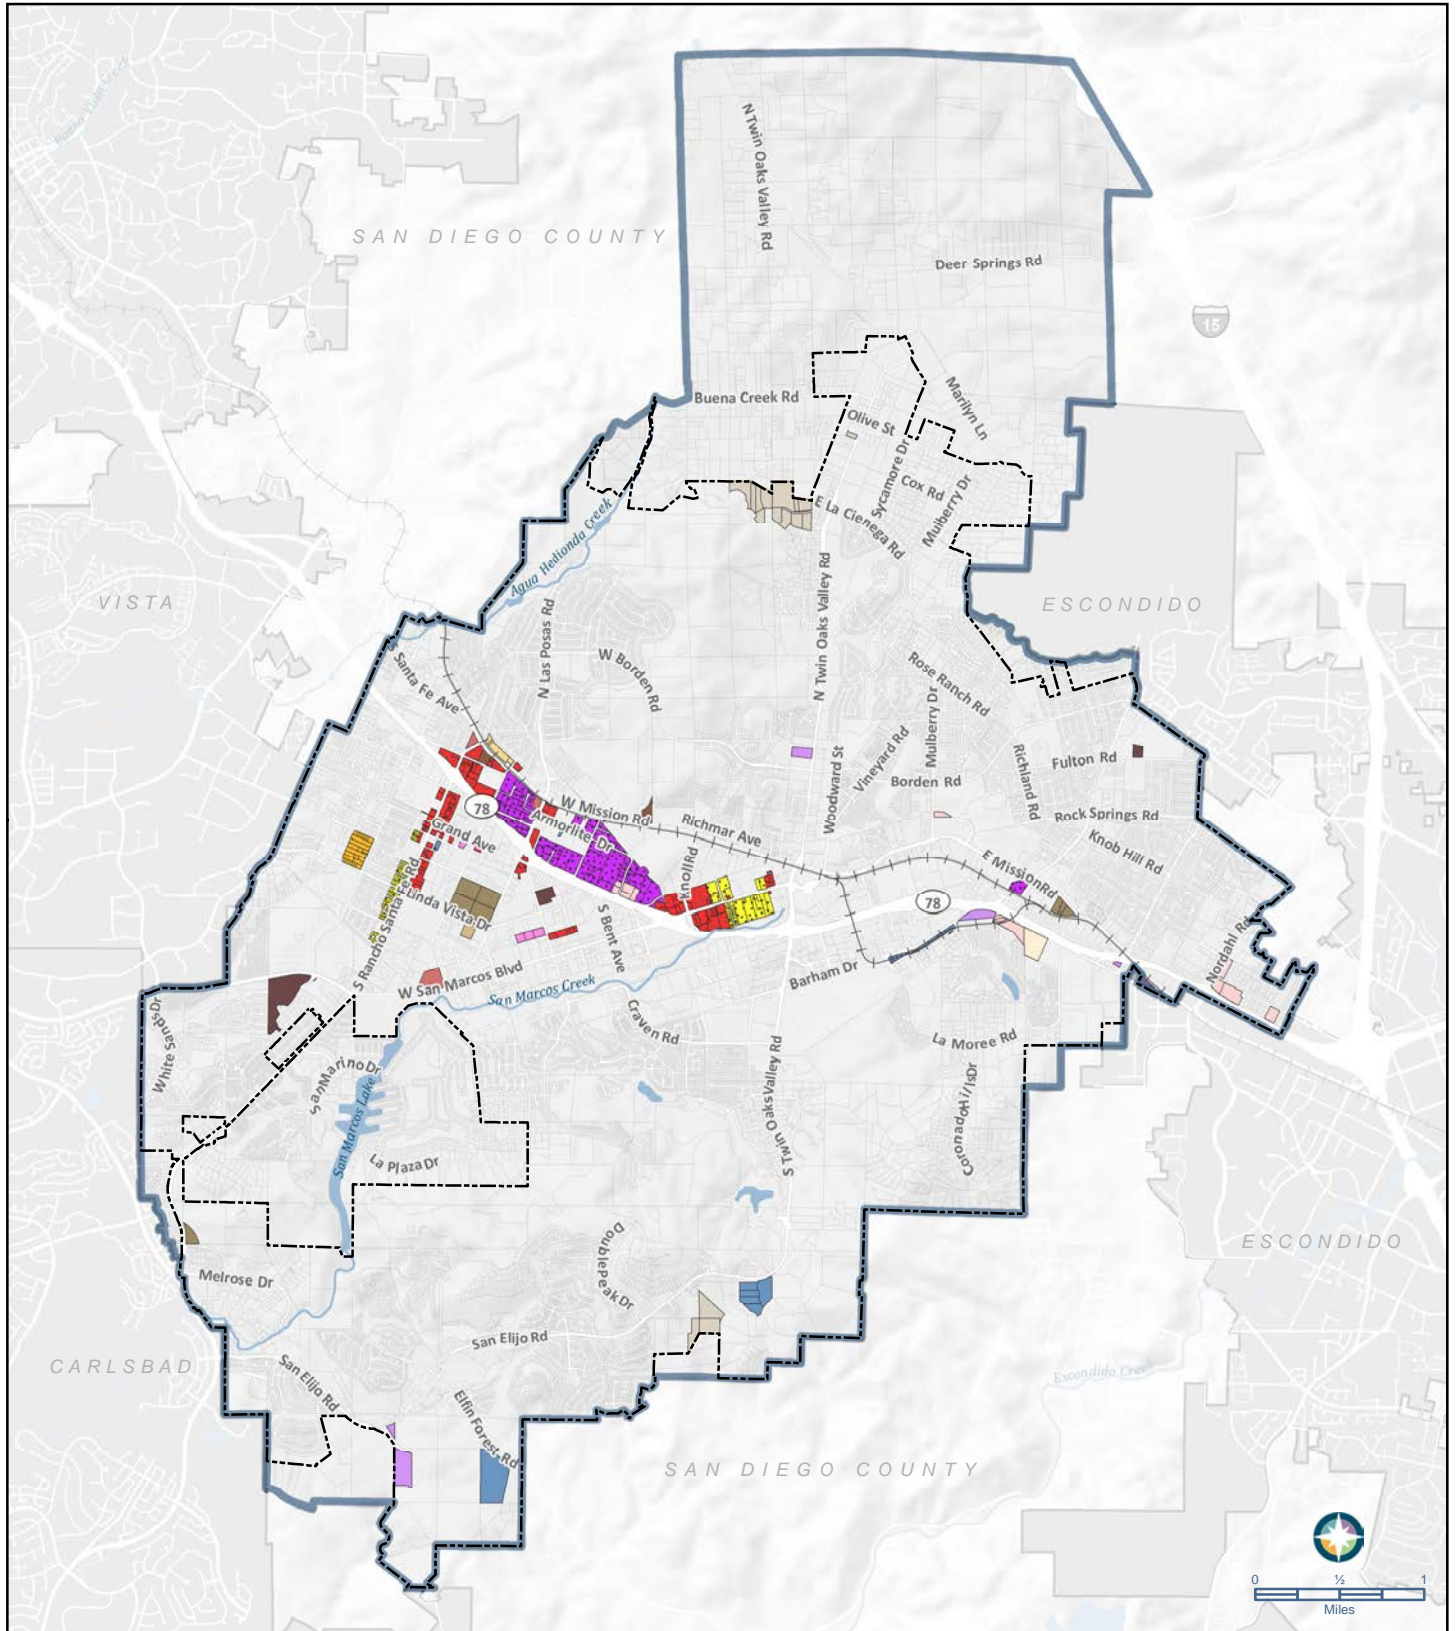 Buena Vista Creek
N Twin Oaks Valley Rd
SAN DIEGO COUNTY
Deer Springs Rd
15
Buena Creek Rd
Marilyn Ln
Olive St
Sycamore Dr
Cox Rd
Mulberry Dr
E La Cienega Rd
Agua Hedionda Creek
VISTA
ESCONDIDO
N Las Posas Rd
W Borden Rd
N Twin Oaks Valley Rd
S Santa Fe Ave
Rose Ranch Rd
Mulberry Dr
Vineyard Rd
Woodward St
Borden Rd
Richland Rd
Fulton Rd
Rock Springs Rd
Knob Hill Rd
78
W Mission Rd
Armorlite Dr
Richmar Ave
Grand Ave
Knoll Rd
E Mission Rd
78
Linda Vista Dr
S Rancho Santa Fe Rd
S Bent Ave
Nordahl Rd
W San Marcos Blvd
San Marcos Creek
Barham Dr
White Sands Dr
Craven Rd
La Moree Rd
San Marino Dr
San Marcos Lake
S Twin Oaks Valley Rd
Coronado Hills Dr
La Plaza Dr
Double Peak Dr
ESCONDIDO
Melrose Dr
San Elijo Rd
CARLSBAD
San Elijo Rd
Elfin Forest Rd
Escondido Creek
SAN DIEGO COUNTY
0 ½ 1
Miles